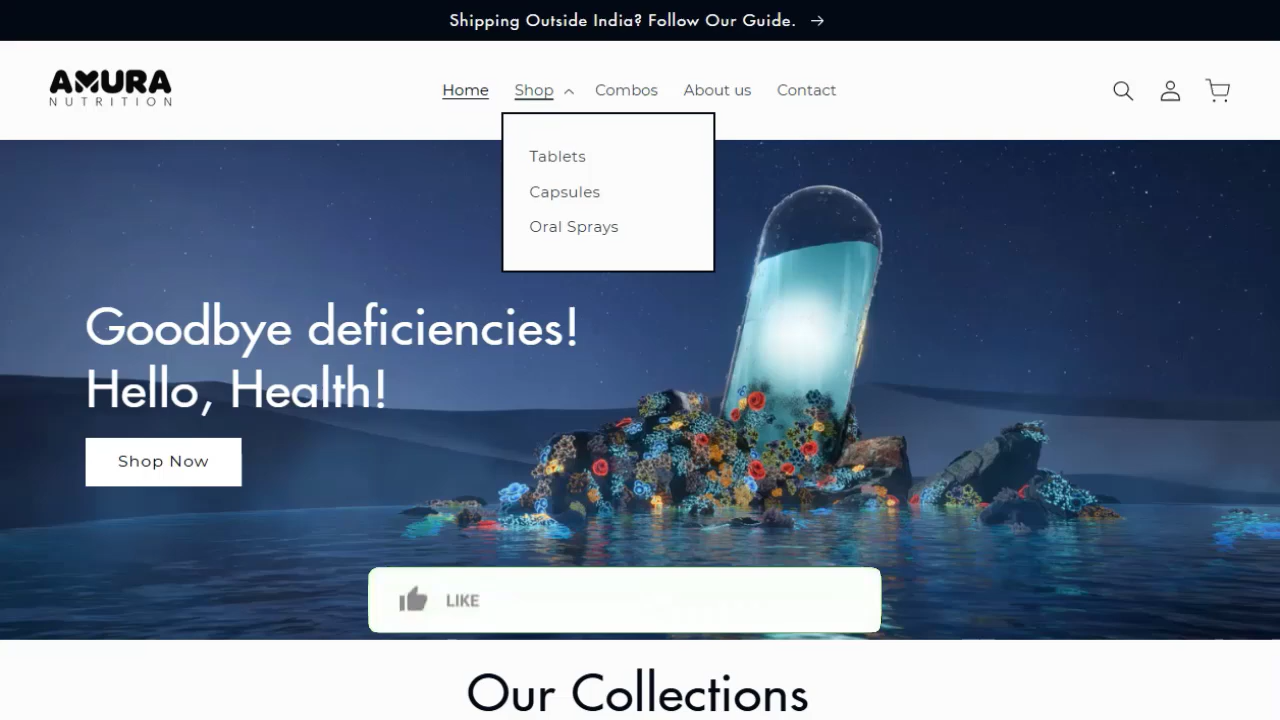 Shipping Outside India? Follow Our Guide. →
AMURA
NUTRITION
Home Shop Combos About us Contact
Tablets
Capsules
Oral Sprays
Goodbye deficiencies!
Hello, Health!
Shop Now
LIKE
Our Collections